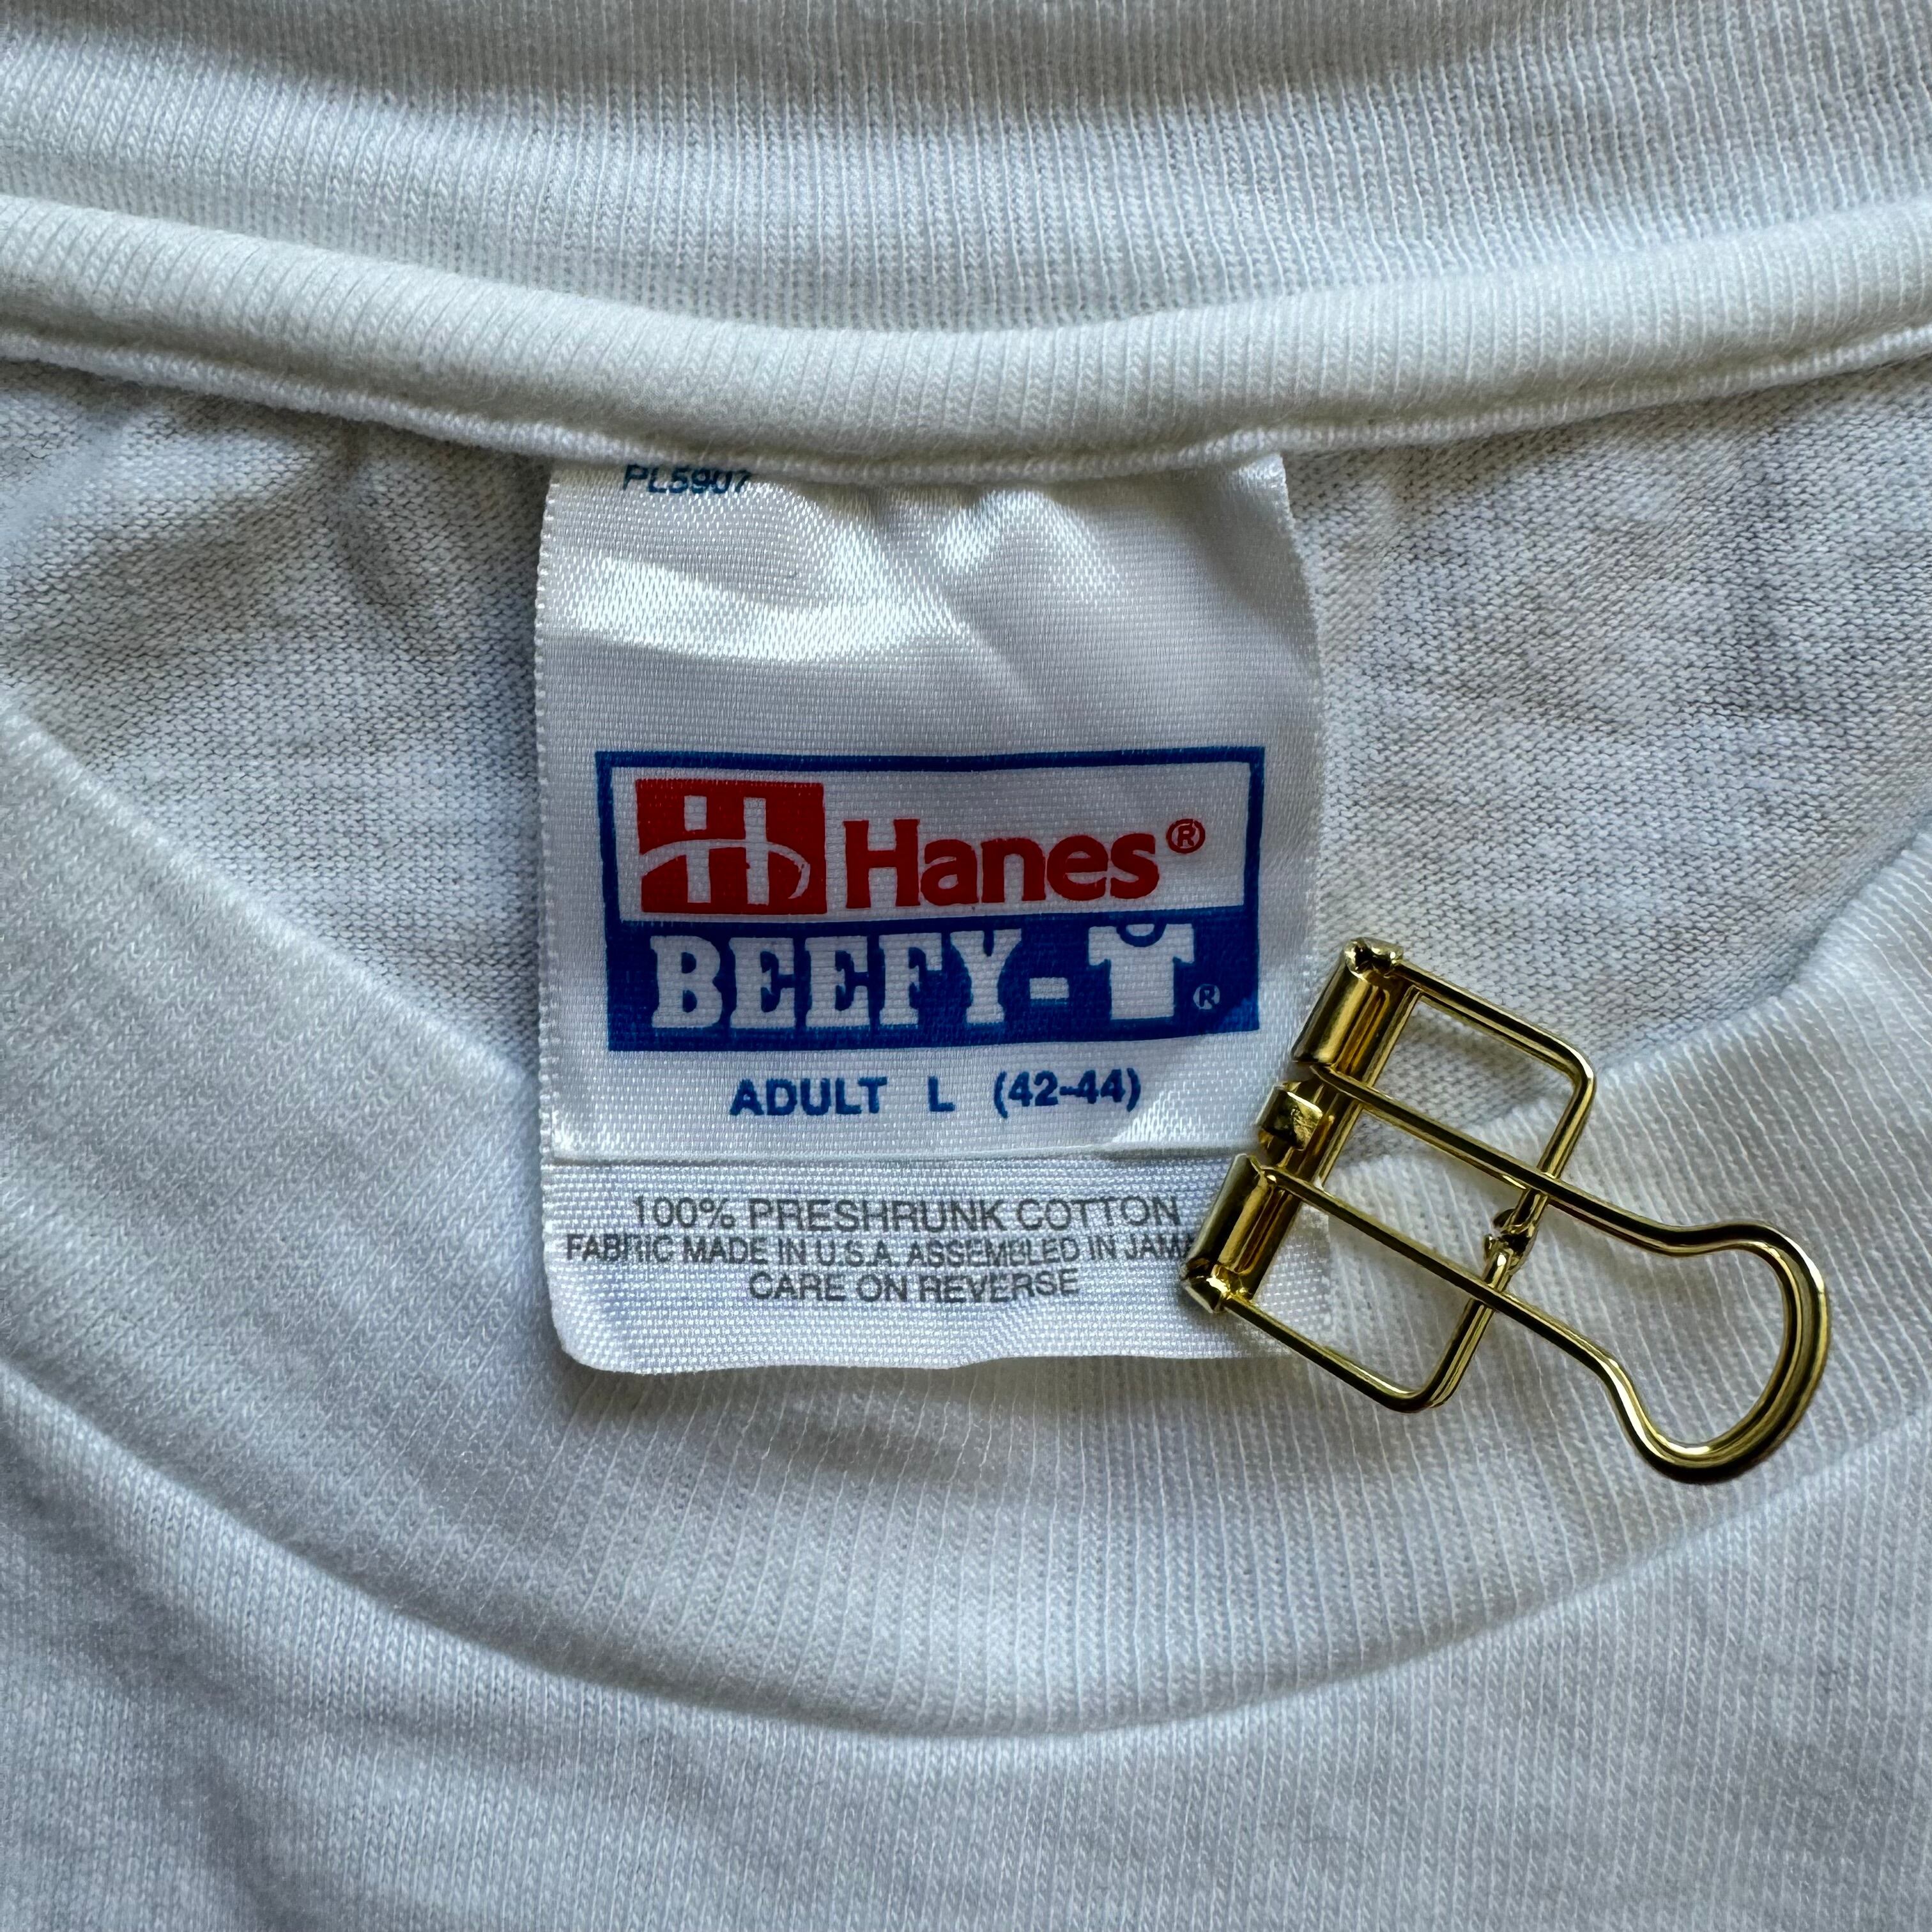 PL5907
H Hanes®
BEEFY-T®
ADULT L (42-44)
100% PRESHRUNK COTTON
FABRIC MADE IN U.S.A. ASSEMBLED IN
CARE ON REVERSE